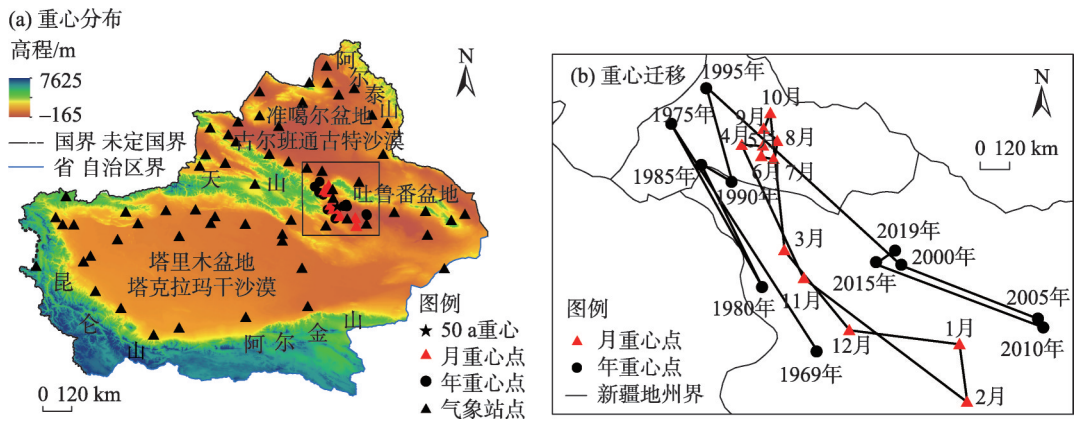 (a) 重心分布
高程/m
7625
-165
国界 未定国界
省 自治区界
N
0 120 km
阿尔泰山
准噶尔盆地
古尔班通古特沙漠
天山
吐鲁番盆地
塔里木盆地
塔克拉玛干沙漠
昆仑山
阿尔金山
图例
50 a重心
月重心点
年重心点
气象站点
(b) 重心迁移
N
0 120 km
1995年
1975年
10月
9月
4月
5月
8月
1985年
6月
7月
1990年
3月
2019年
2000年
2015年
1980年
11月
2005年
12月
1月
2010年
1969年
2月
图例
月重心点
年重心点
新疆地州界